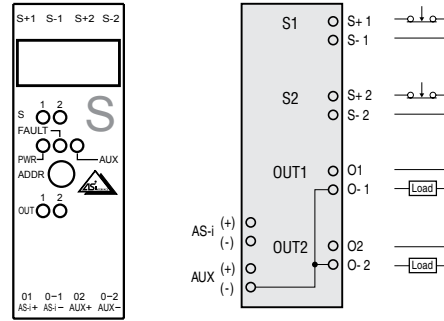 S+1 S-1 S+2 S-2
1 2
S
FAULT
S
PWR AUX
ADDR
1 2
OUT
01 0-1 02 0-2
AS-i+ AS-i- AUX+ AUX-
S1 S+ 1
S- 1
S2 S+ 2
S- 2
OUT1 O1
O- 1 Load
AS-i (+)
(-)
OUT2 O2
O- 2 Load
AUX (+)
(-)